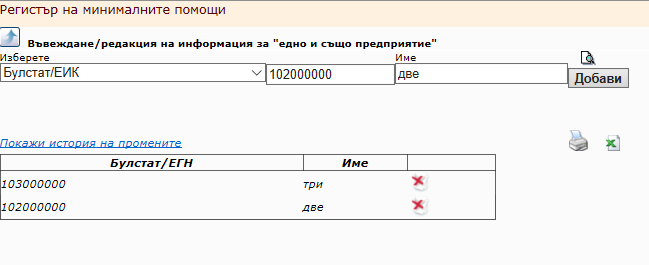 Регистър на минималните помощи
Въвеждане/редакция на информация за "едно и също предприятие"
Изберете Име
Булстат/ЕИК 102000000 две Добави
Покажи история на промените
Булстат/ЕГН Име
103000000 три
102000000 две